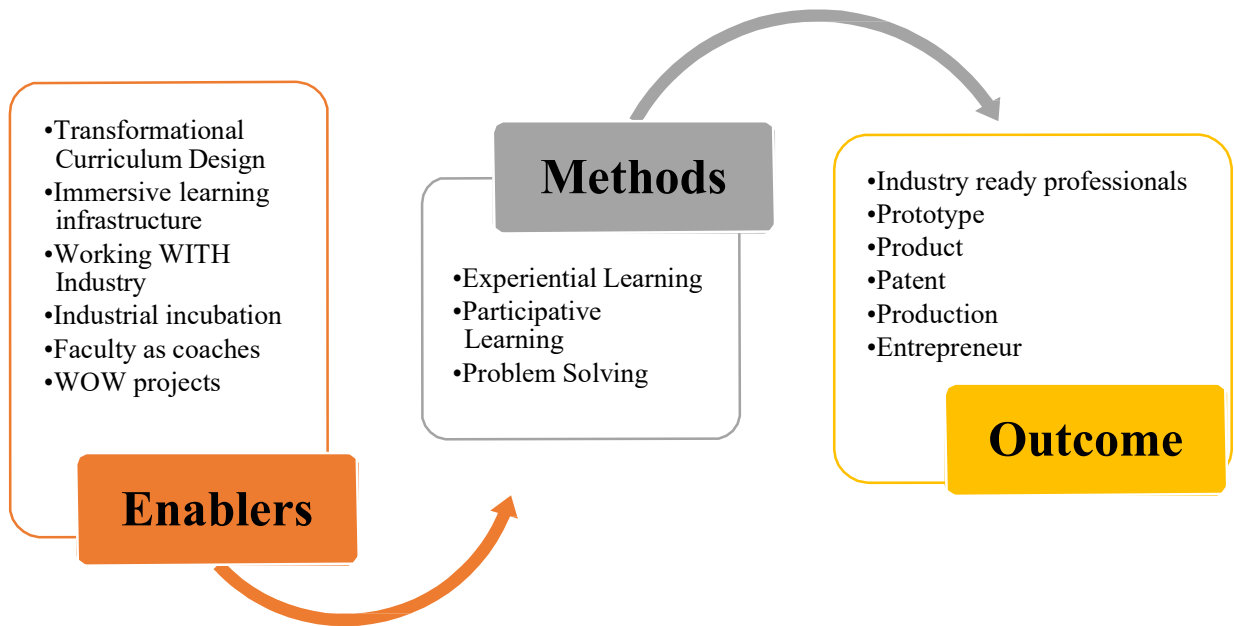 •Transformational
Curriculum Design
•Immersive learning
infrastructure
•Working WITH
Industry
•Industrial incubation
•Faculty as coaches
•WOW projects
Enablers
Methods
•Experiential Learning
•Participative
Learning
•Problem Solving
•Industry ready professionals
•Prototype
•Product
•Patent
•Production
•Entrepreneur
Outcome